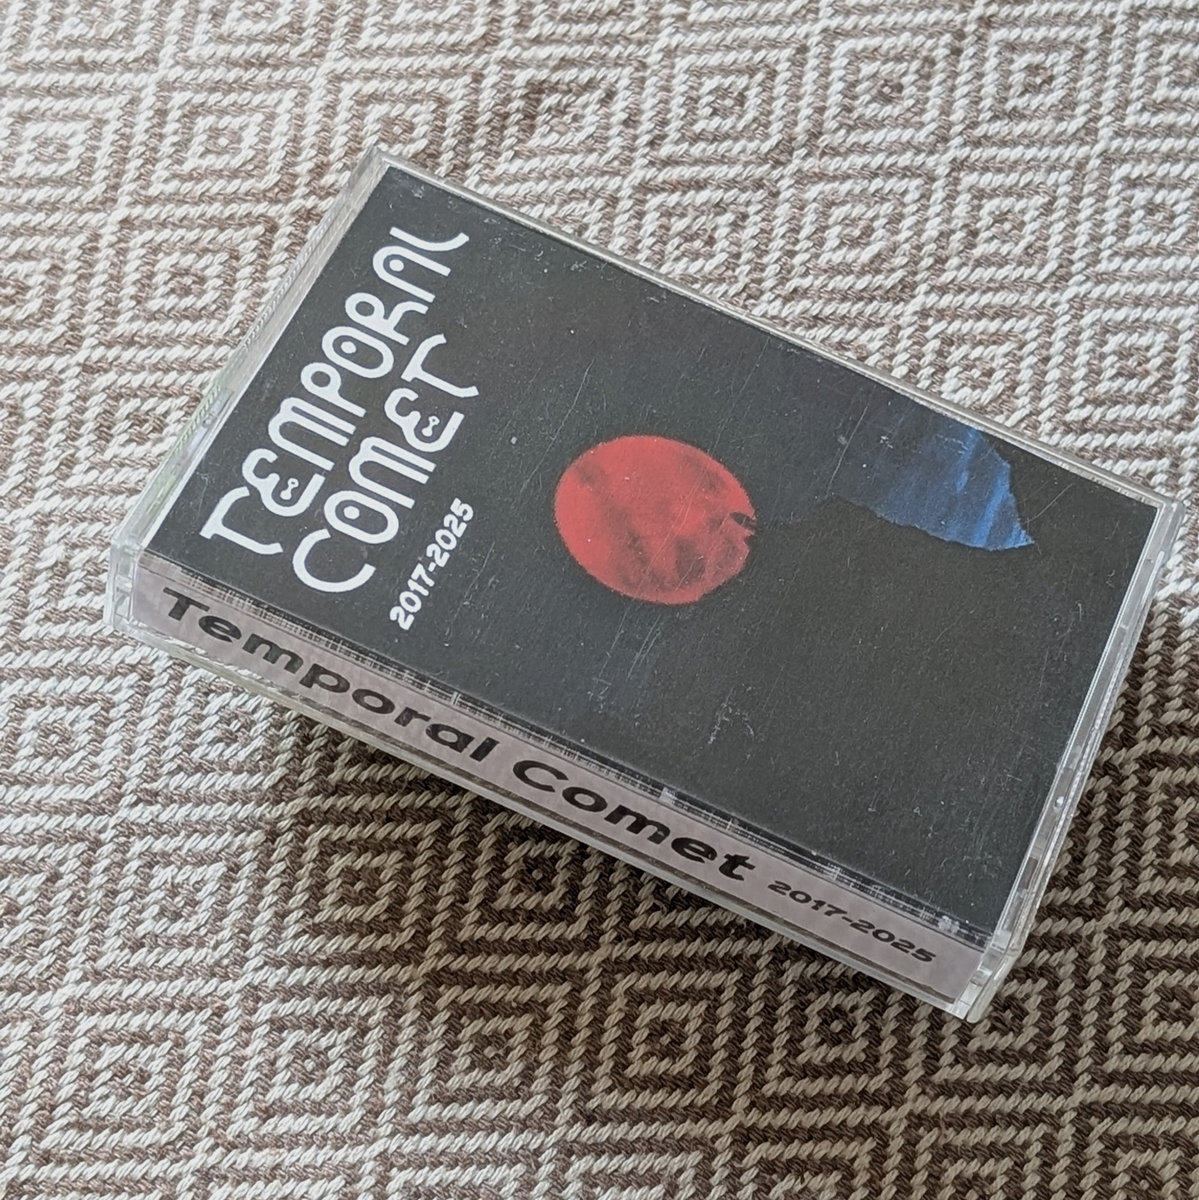 TEMPORAL
COMET
2017-2025
Temporal Comet 2017-2025